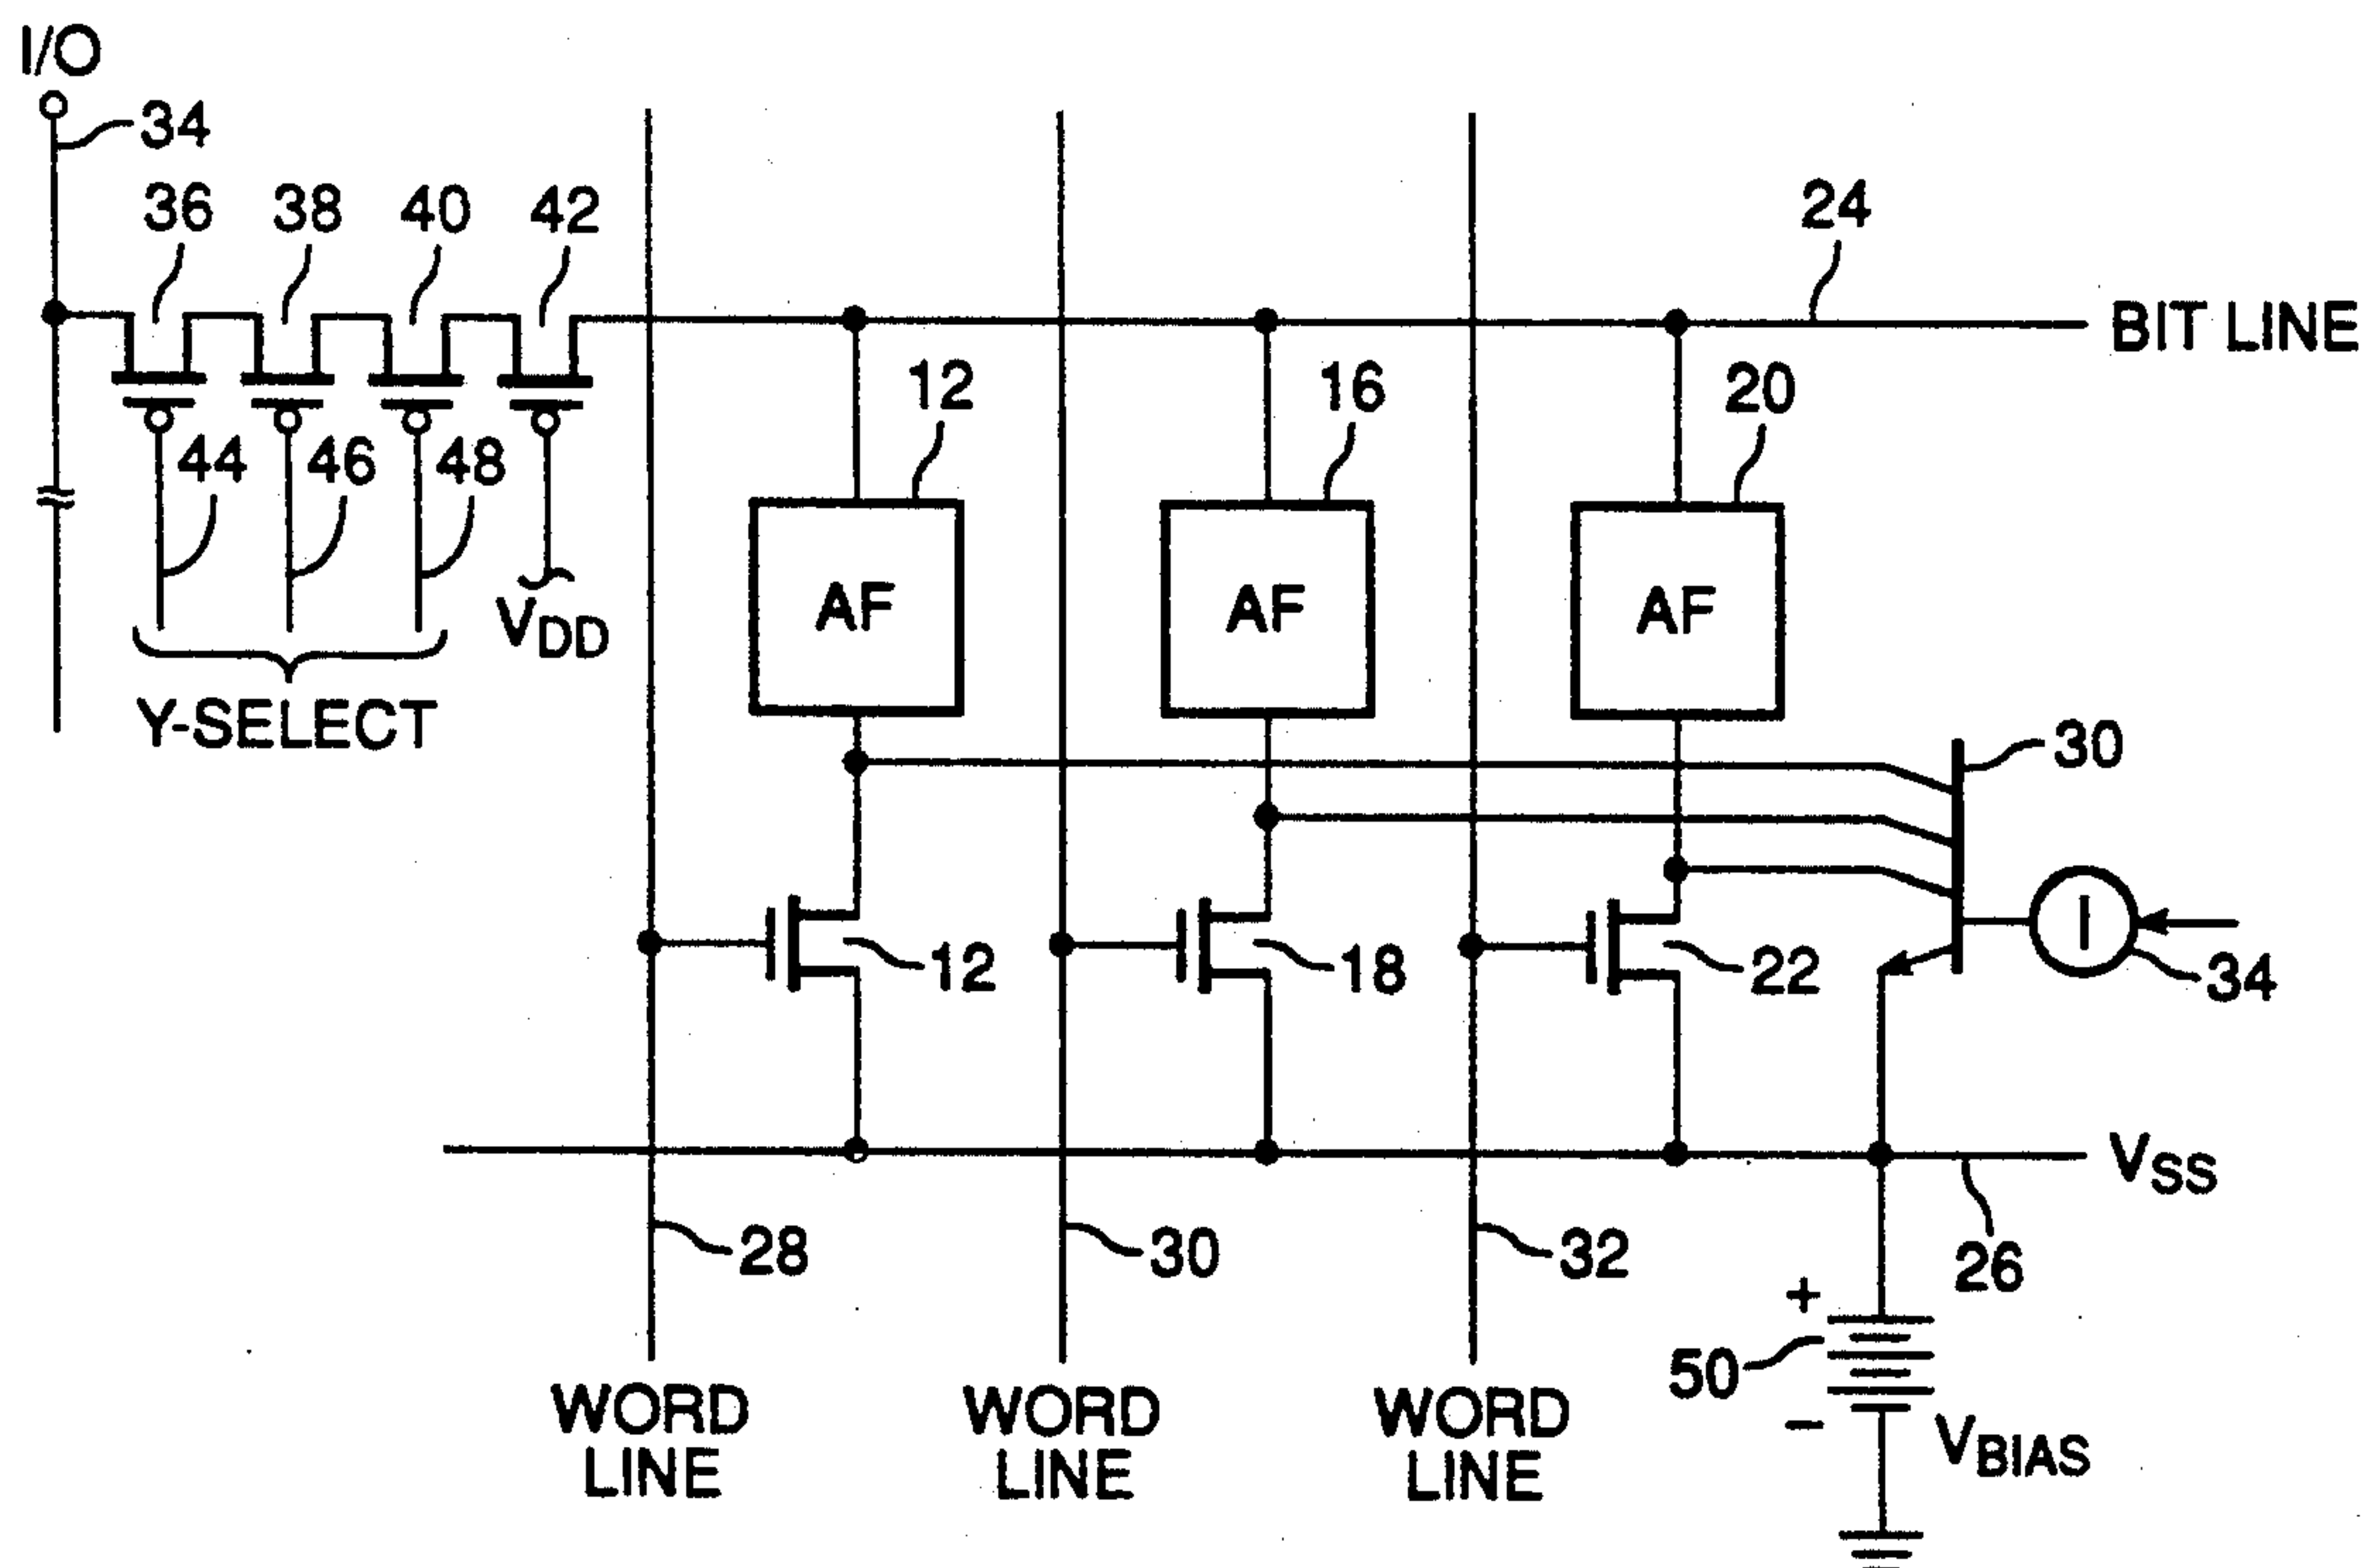 I/O
34
36 38 40 42
24
BIT LINE
12 16 20
44 46 48
AF AF AF
VDD
Y-SELECT
30
12 18 22
34
VSS
28 30 32
26
+
50
−
VBIAS
WORD LINE
WORD LINE
WORD LINE
I